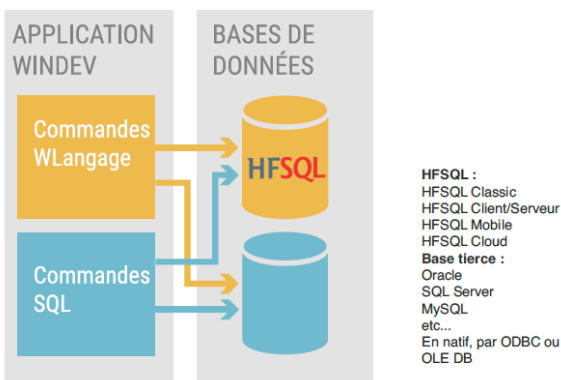 APPLICATION
WINDEV
BASES DE
DONNÉES
Commandes
WLangage
HFSQL
Commandes
SQL
HFSQL :
HFSQL Classic
HFSQL Client/Serveur
HFSQL Mobile
HFSQL Cloud
Base tierce :
Oracle
SQL Server
MySQL
etc...
En natif, par ODBC ou
OLE DB